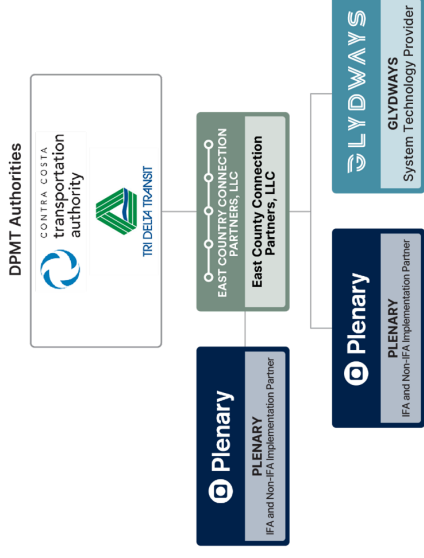 DPMT Authorities
CONTRA COSTA
transportation
authority
TRI DELTA TRANSIT
EAST COUNTRY CONNECTION
PARTNERS, LLC
East County Connection
Partners, LLC
Plenary
PLENARY
IFA and Non-IFA Implementation Partner
Plenary
PLENARY
IFA and Non-IFA Implementation Partner
GLYDWAYS
GLYDWAYS
System Technology Provider